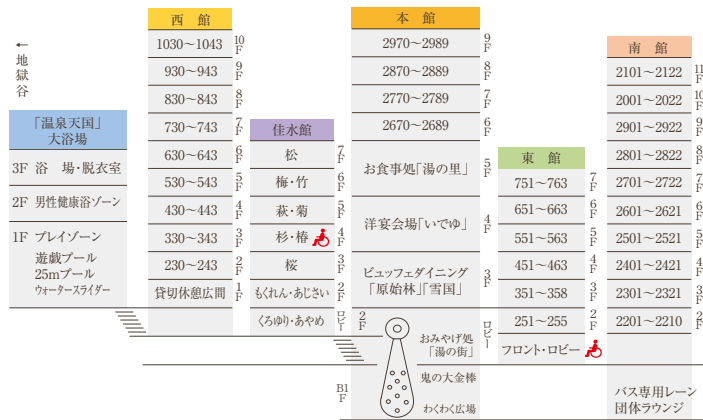 ←地獄谷
「温泉天国」
大浴場
3F 浴　場・脱衣室
2F 男性健康浴ゾーン
1F プレイゾーン
遊戯プール
25mプール
ウォータースライダー
西　館
1030～1043 10F
930～943 9F
830～843 8F
730～743 7F
630～643 6F
530～543 5F
430～443 4F
330～343 3F
230～243 2F
貸切休憩広間 1F
佳水館
松 7F
梅・竹 6F
萩・菊 5F
杉・椿 4F
桜 3F
もくれん・あじさい 2F
くろゆり・あやめ ロビー
本　館
2970～2989 9F
2870～2889 8F
2770～2789 7F
2670～2689 6F
お食事処「湯の里」 5F
洋宴会場「いでゆ」 4F
ビュッフェダイニング
「原始林」「雪国」 3F
2F
おみやげ処
「湯の街」
ロビー
鬼の大金棒
B1F
わくわく広場
東　館
751～763 7F
651～663 6F
551～563 5F
451～463 4F
351～358 3F
251～255 2F
フロント・ロビー
南　館
2101～2122 11F
2001～2022 10F
2901～2922 9F
2801～2822 8F
2701～2722 7F
2601～2621 6F
2501～2521 5F
2401～2421 4F
2301～2321 3F
2201～2210 2F
バス専用レーン
団体ラウンジ